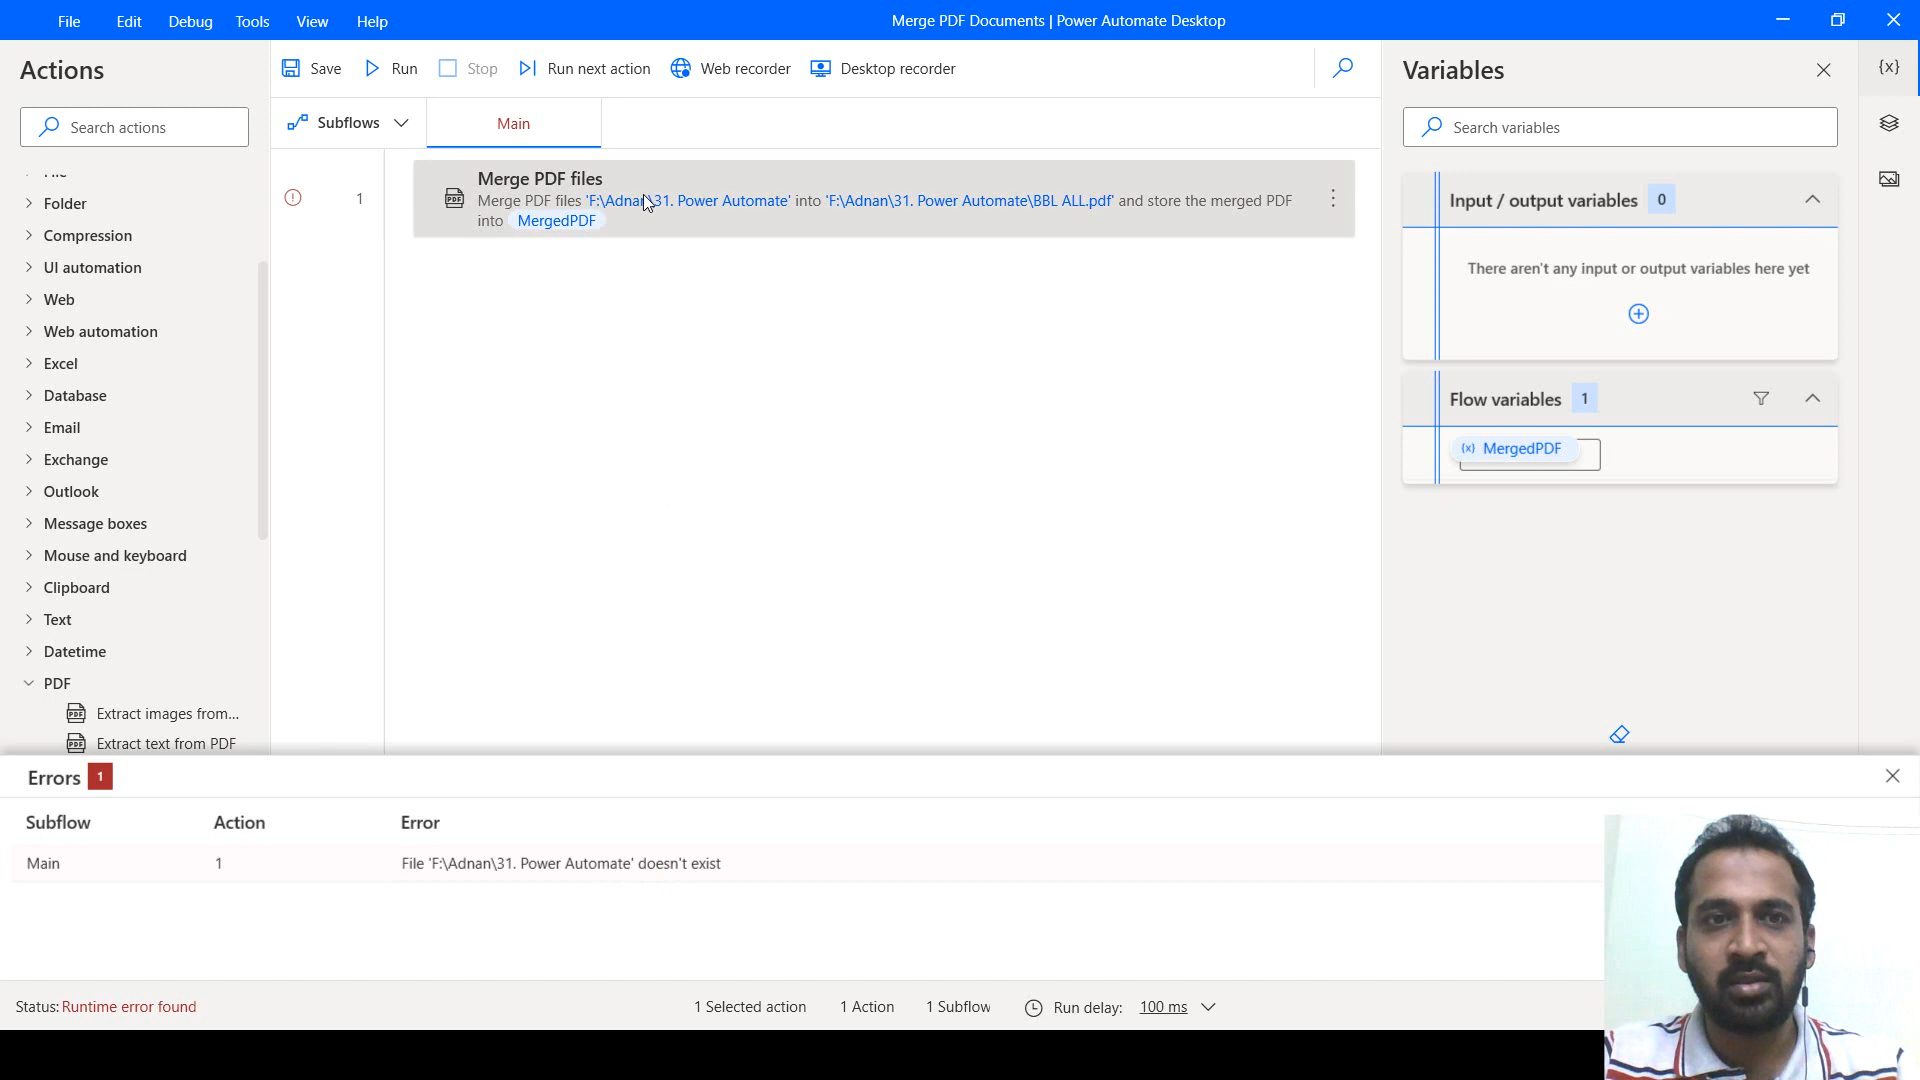 File Edit Debug Tools View Help
Merge PDF Documents | Power Automate Desktop
Actions
Search actions
Folder
Compression
UI automation
Web
Web automation
Excel
Database
Email
Exchange
Outlook
Message boxes
Mouse and keyboard
Clipboard
Text
Datetime
PDF
Extract images from...
Extract text from PDF
Save Run Stop Run next action Web recorder Desktop recorder
Subflows Main
1
Merge PDF files
Merge PDF files 'F:\Adnan\31. Power Automate' into 'F:\Adnan\31. Power Automate\BBL ALL.pdf' and store the merged PDF
into MergedPDF
Variables
{x}
Search variables
Input / output variables 0
There aren't any input or output variables here yet
Flow variables 1
(x) MergedPDF
Errors 1
Subflow Action Error
Main 1 File 'F:\Adnan\31. Power Automate' doesn't exist
Status: Runtime error found 1 Selected action 1 Action 1 Subflow Run delay: 100 ms